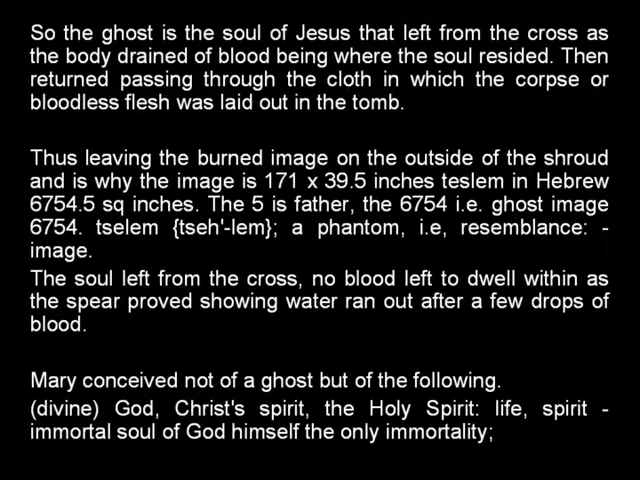 So the ghost is the soul of Jesus that left from the cross as
the body drained of blood being where the soul resided. Then
returned passing through the cloth in which the corpse or
bloodless flesh was laid out in the tomb.
Thus leaving the burned image on the outside of the shroud
and is why the image is 171 x 39.5 inches teslem in Hebrew
6754.5 sq inches. The 5 is father, the 6754 i.e. ghost image
6754. tselem {tseh'-lem}; a phantom, i.e, resemblance: -
image.
The soul left from the cross, no blood left to dwell within as
the spear proved showing water ran out after a few drops of
blood.
Mary conceived not of a ghost but of the following.
(divine) God, Christ's spirit, the Holy Spirit: life, spirit -
immortal soul of God himself the only immortality;